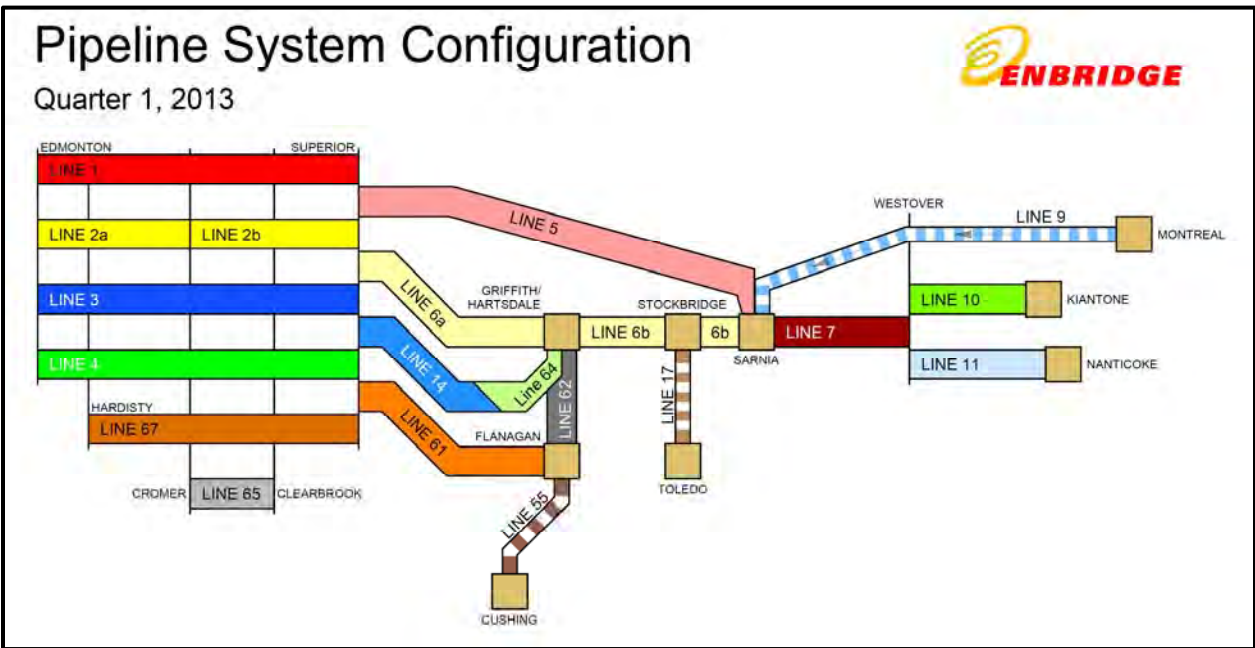 Pipeline System Configuration
ENBRIDGE
Quarter 1, 2013
EDMONTON
SUPERIOR
LINE 1
LINE 2a
LINE 2b
LINE 3
LINE 4
HARDISTY
LINE 67
CROMER
LINE 65
CLEARBROOK
LINE 5
LINE 6a
LINE 14
Line 64
LINE 61
GRIFFITH/
HARTSDALE
LINE 62
FLANAGAN
LINE 55
CUSHING
LINE 6b
STOCKBRIDGE
6b
LINE 17
TOLEDO
SARNIA
LINE 7
WESTOVER
LINE 9
MONTREAL
LINE 10
KIANTONE
LINE 11
NANTICOKE